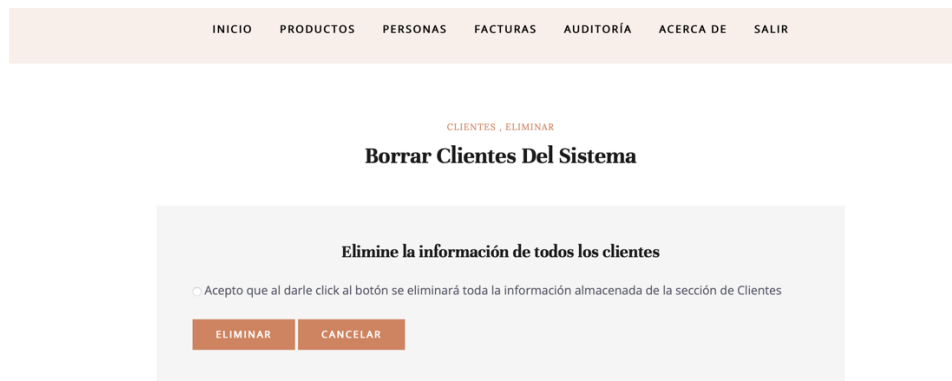 INICIO PRODUCTOS PERSONAS FACTURAS AUDITORÍA ACERCA DE SALIR
CLIENTES , ELIMINAR
Borrar Clientes Del Sistema
Elimine la información de todos los clientes
Acepto que al darle click al botón se eliminará toda la información almacenada de la sección de Clientes
ELIMINAR CANCELAR